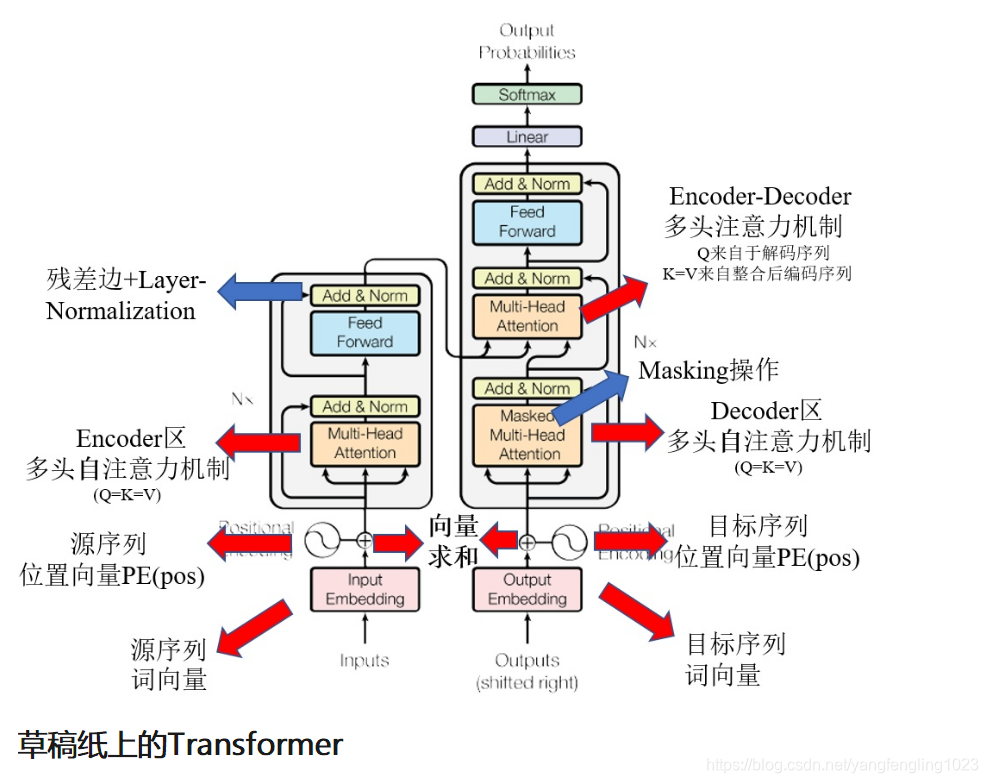 Output
Probabilities
Softmax
Linear
Add & Norm
Feed
Forward
Add & Norm
Multi-Head
Attention
Encoder-Decoder
多头注意力机制
Q来自于解码序列
K=V来自整合后编码序列
残差边+Layer-
Normalization
Add & Norm
Feed
Forward
N×
Add & Norm
Multi-Head
Attention
Encoder区
多头自注意力机制
(Q=K=V)
N×
Masking操作
Add & Norm
Masked
Multi-Head
Attention
Decoder区
多头自注意力机制
(Q=K=V)
Positional
Encoding
源序列
位置向量PE(pos)
向量
求和
Positional
Encoding
目标序列
位置向量PE(pos)
Input
Embedding
Output
Embedding
源序列
词向量
Inputs
Outputs
(shifted right)
目标序列
词向量
草稿纸上的Transformer
https://blog.csdn.net/yangfengling1023